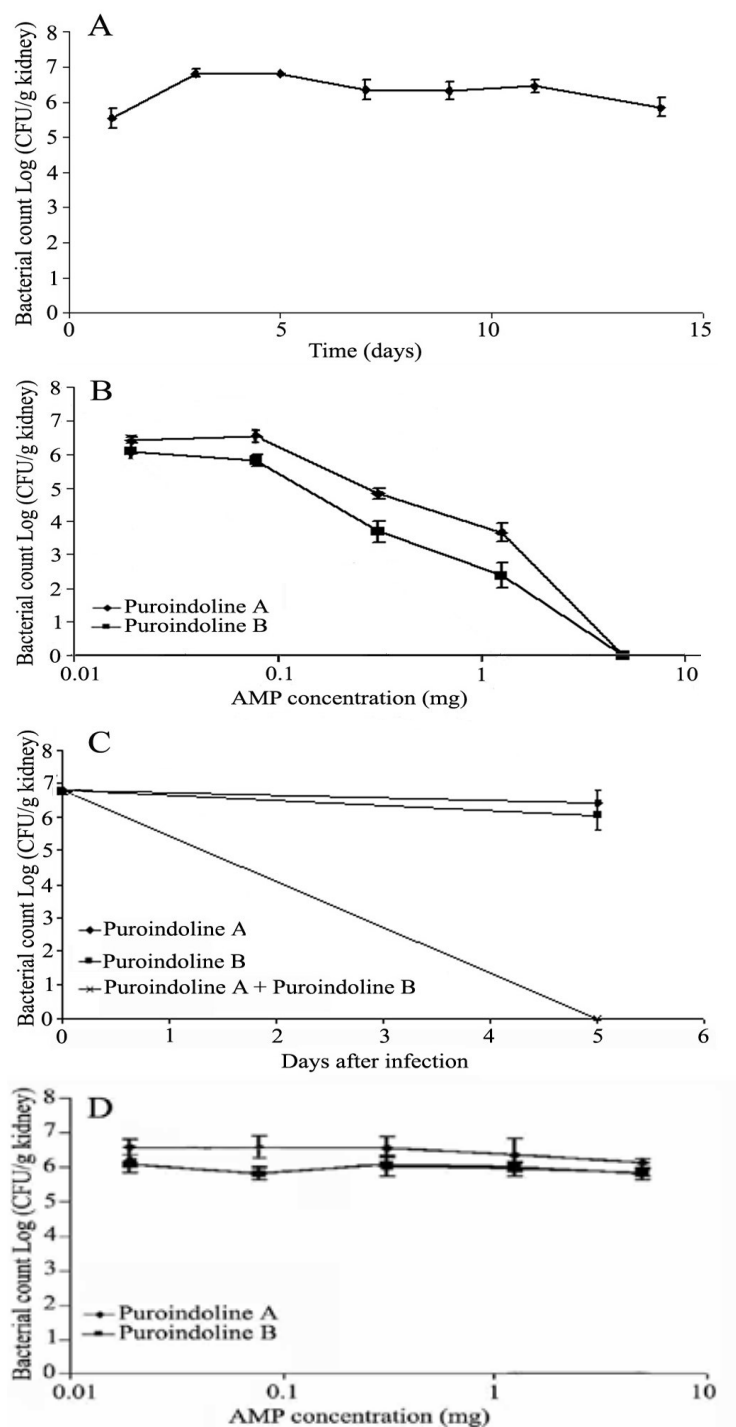 A
Bacterial count Log (CFU/g kidney)
8
7
6
5
4
3
2
1
0
0 5 10 15
Time (days)
B
Bacterial count Log (CFU/g kidney)
8
7
6
5
4
3
2
1
0
Puroindoline A
Puroindoline B
0.01 0.1 1 10
AMP concentration (mg)
C
Bacterial count Log (CFU/g kidney)
8
7
6
5
4
3
2
1
0
Puroindoline A
Puroindoline B
Puroindoline A + Puroindoline B
0 1 2 3 4 5 6
Days after infection
D
Bacterial count Log (CFU/g kidney)
8
7
6
5
4
3
2
1
0
Puroindoline A
Puroindoline B
0.01 0.1 1 10
AMP concentration (mg)